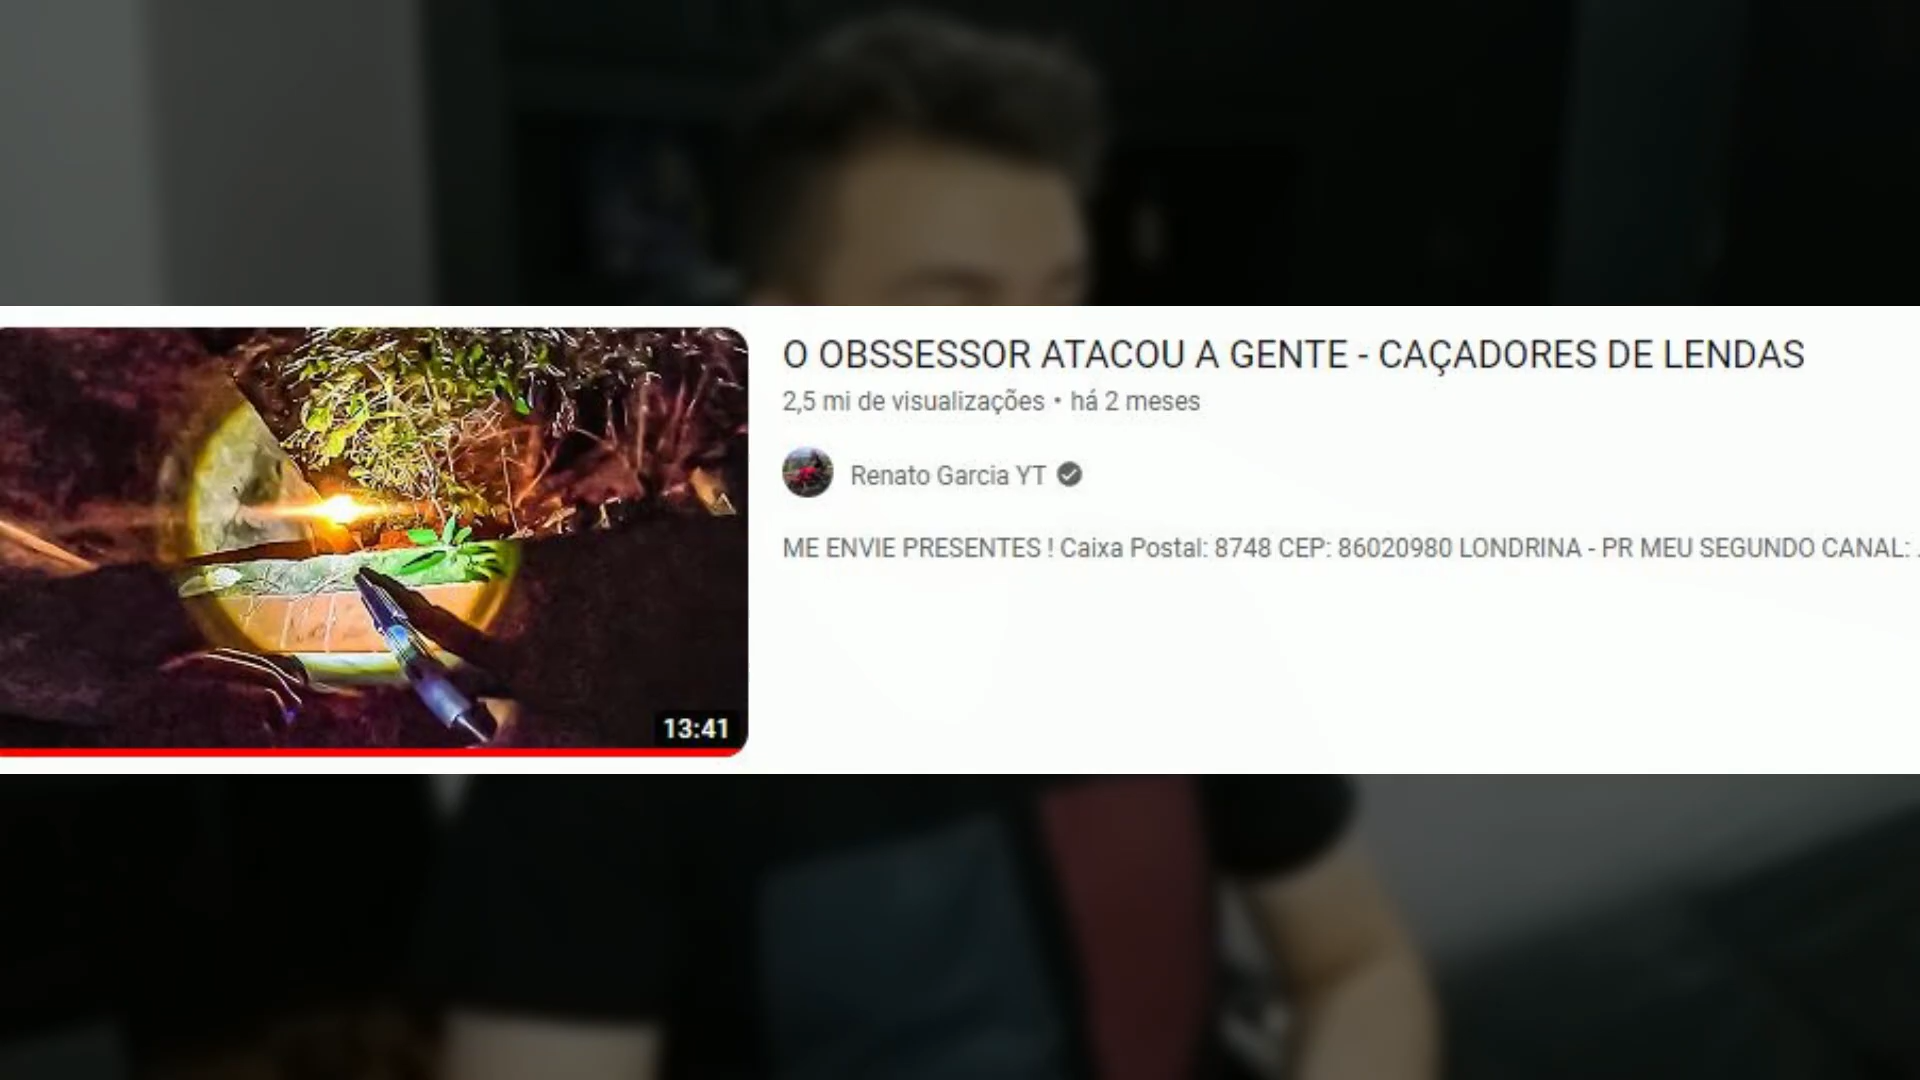 O OBSSESSOR ATACOU A GENTE - CAÇADORES DE LENDAS
2,5 mi de visualizações • há 2 meses
Renato Garcia YT
ME ENVIE PRESENTES ! Caixa Postal: 8748 CEP: 86020980 LONDRINA - PR MEU SEGUNDO CANAL:
13:41